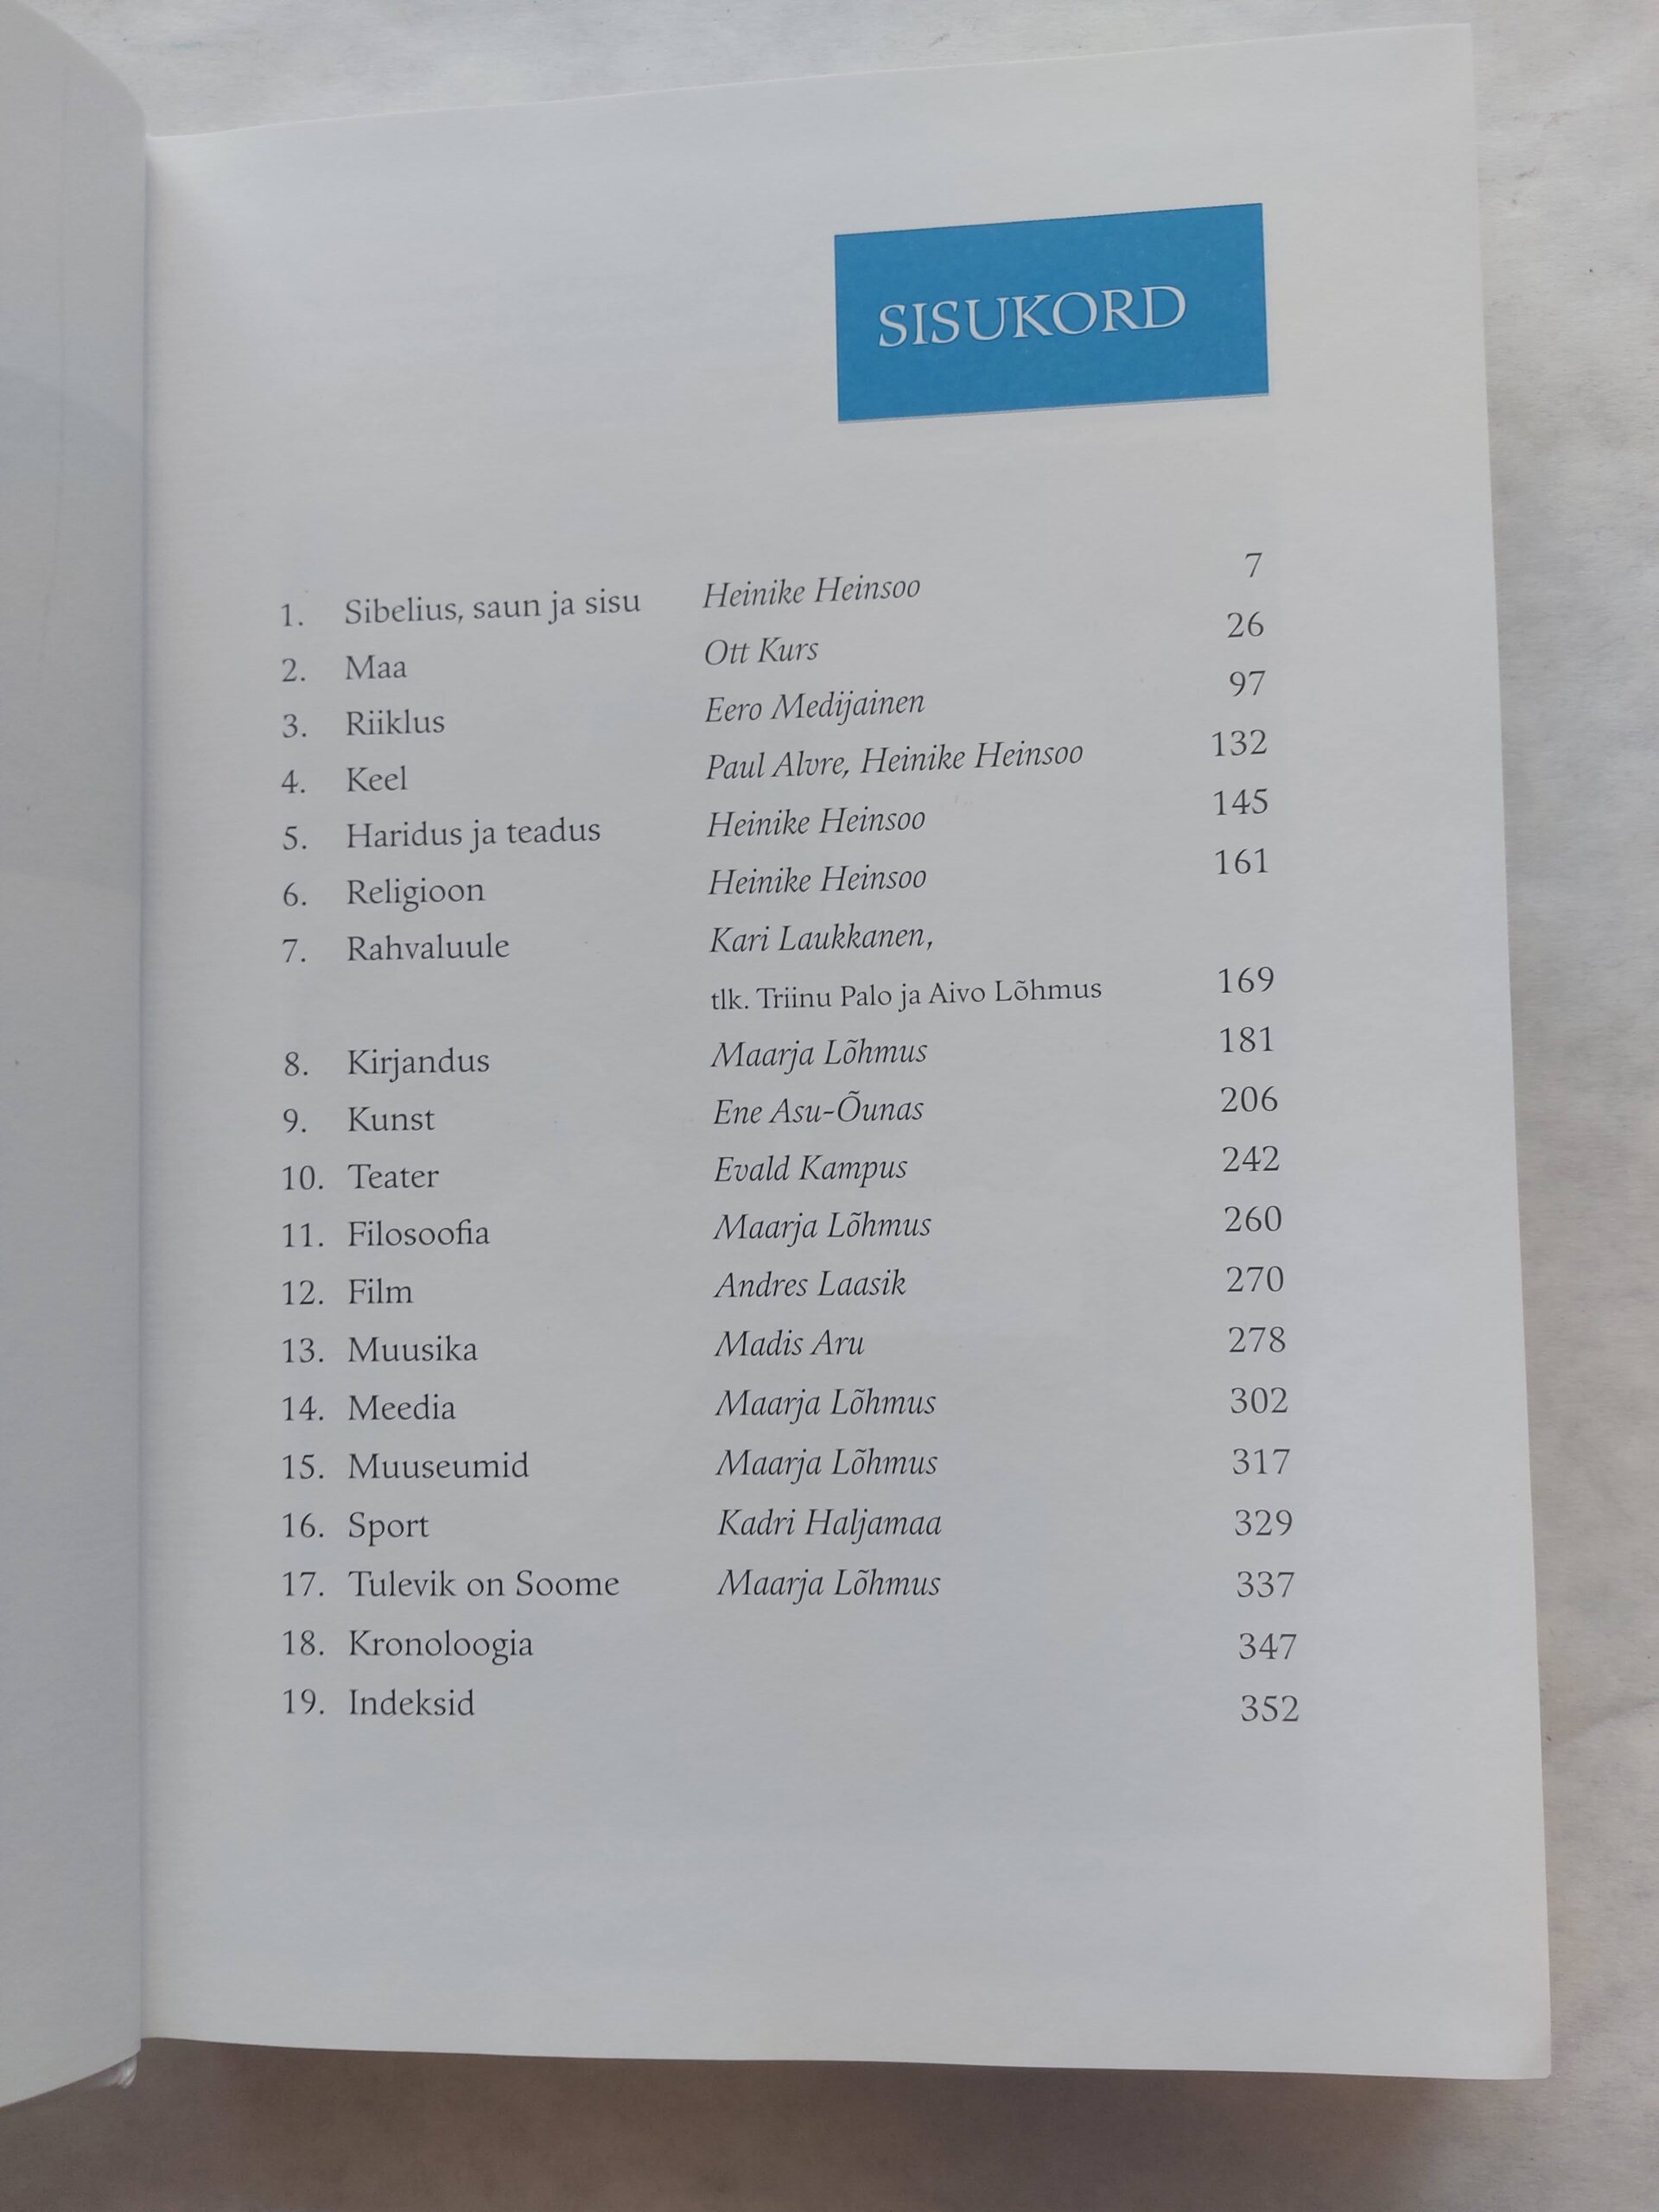 SISUKORD
1. Sibelius, saun ja sisu Heinike Heinsoo 7
2. Maa Ott Kurs 26
3. Riiklus Eero Medijainen 97
4. Keel Paul Alvre, Heinike Heinsoo 132
5. Haridus ja teadus Heinike Heinsoo 145
6. Religioon Heinike Heinsoo 161
7. Rahvaluule Kari Laukkanen,
tlk. Triinu Palo ja Aivo Lõhmus 169
8. Kirjandus Maarja Lõhmus 181
9. Kunst Ene Asu-Õunas 206
10. Teater Evald Kampus 242
11. Filosoofia Maarja Lõhmus 260
12. Film Andres Laasik 270
13. Muusika Madis Aru 278
14. Meedia Maarja Lõhmus 302
15. Muuseumid Maarja Lõhmus 317
16. Sport Kadri Haljamaa 329
17. Tulevik on Soome Maarja Lõhmus 337
18. Kronoloogia 347
19. Indeksid 352